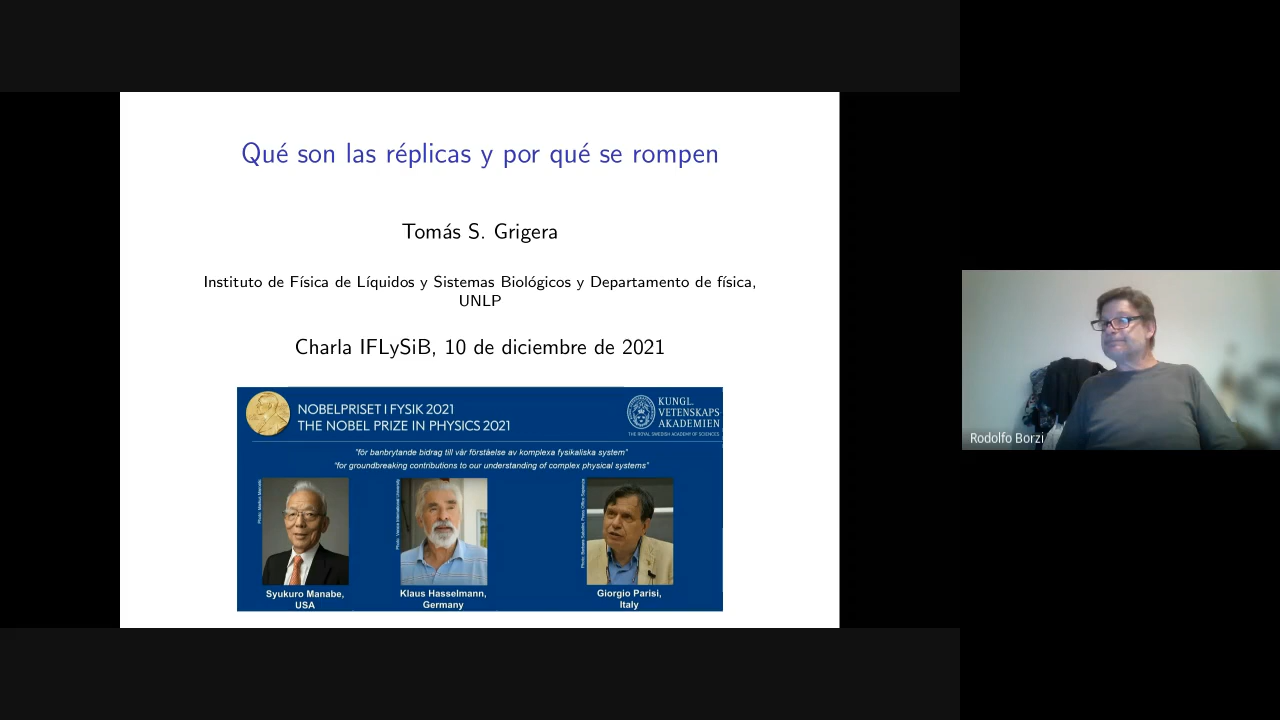 Qué son las réplicas y por qué se rompen
Tomás S. Grigera
Instituto de Física de Líquidos y Sistemas Biológicos y Departamento de física,
UNLP
Charla IFLySiB, 10 de diciembre de 2021
NOBELPRISET I FYSIK 2021
THE NOBEL PRIZE IN PHYSICS 2021
KUNGL.
VETENSKAPS-
AKADEMIEN
THE ROYAL SWEDISH ACADEMY OF SCIENCES
"för banbrytande bidrag till vår förståelse av komplexa fysikaliska system"
"for groundbreaking contributions to our understanding of complex physical systems"
Syukuro Manabe,
USA
Klaus Hasselmann,
Germany
Giorgio Parisi,
Italy
Rodolfo Borzi